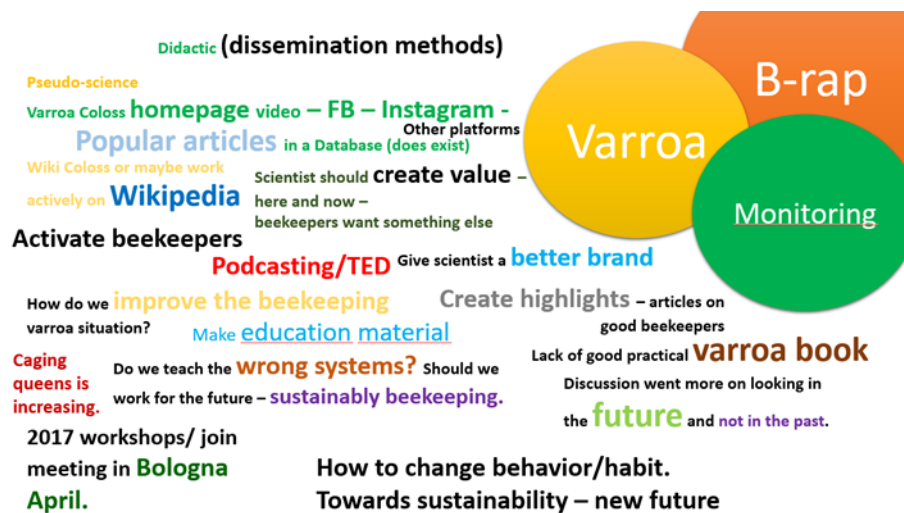 Didactic (dissemination methods)
Pseudo-science
Varroa Coloss homepage video – FB – Instagram -
Other platforms
Popular articles in a Database (does exist)
Wiki Coloss or maybe work
actively on Wikipedia
Scientist should create value –
here and now –
beekeepers want something else
Activate beekeepers
Podcasting/TED
Give scientist a better brand
How do we improve the beekeeping
varroa situation?
Create highlights – articles on
good beekeepers
Make education material
Lack of good practical varroa book
Caging
queens is
increasing.
Do we teach the wrong systems? Should we
work for the future – sustainably beekeeping.
Discussion went more on looking in
the future and not in the past.
2017 workshops/ join
meeting in Bologna
April.
How to change behavior/habit.
Towards sustainability – new future
B-rap
Varroa
Monitoring